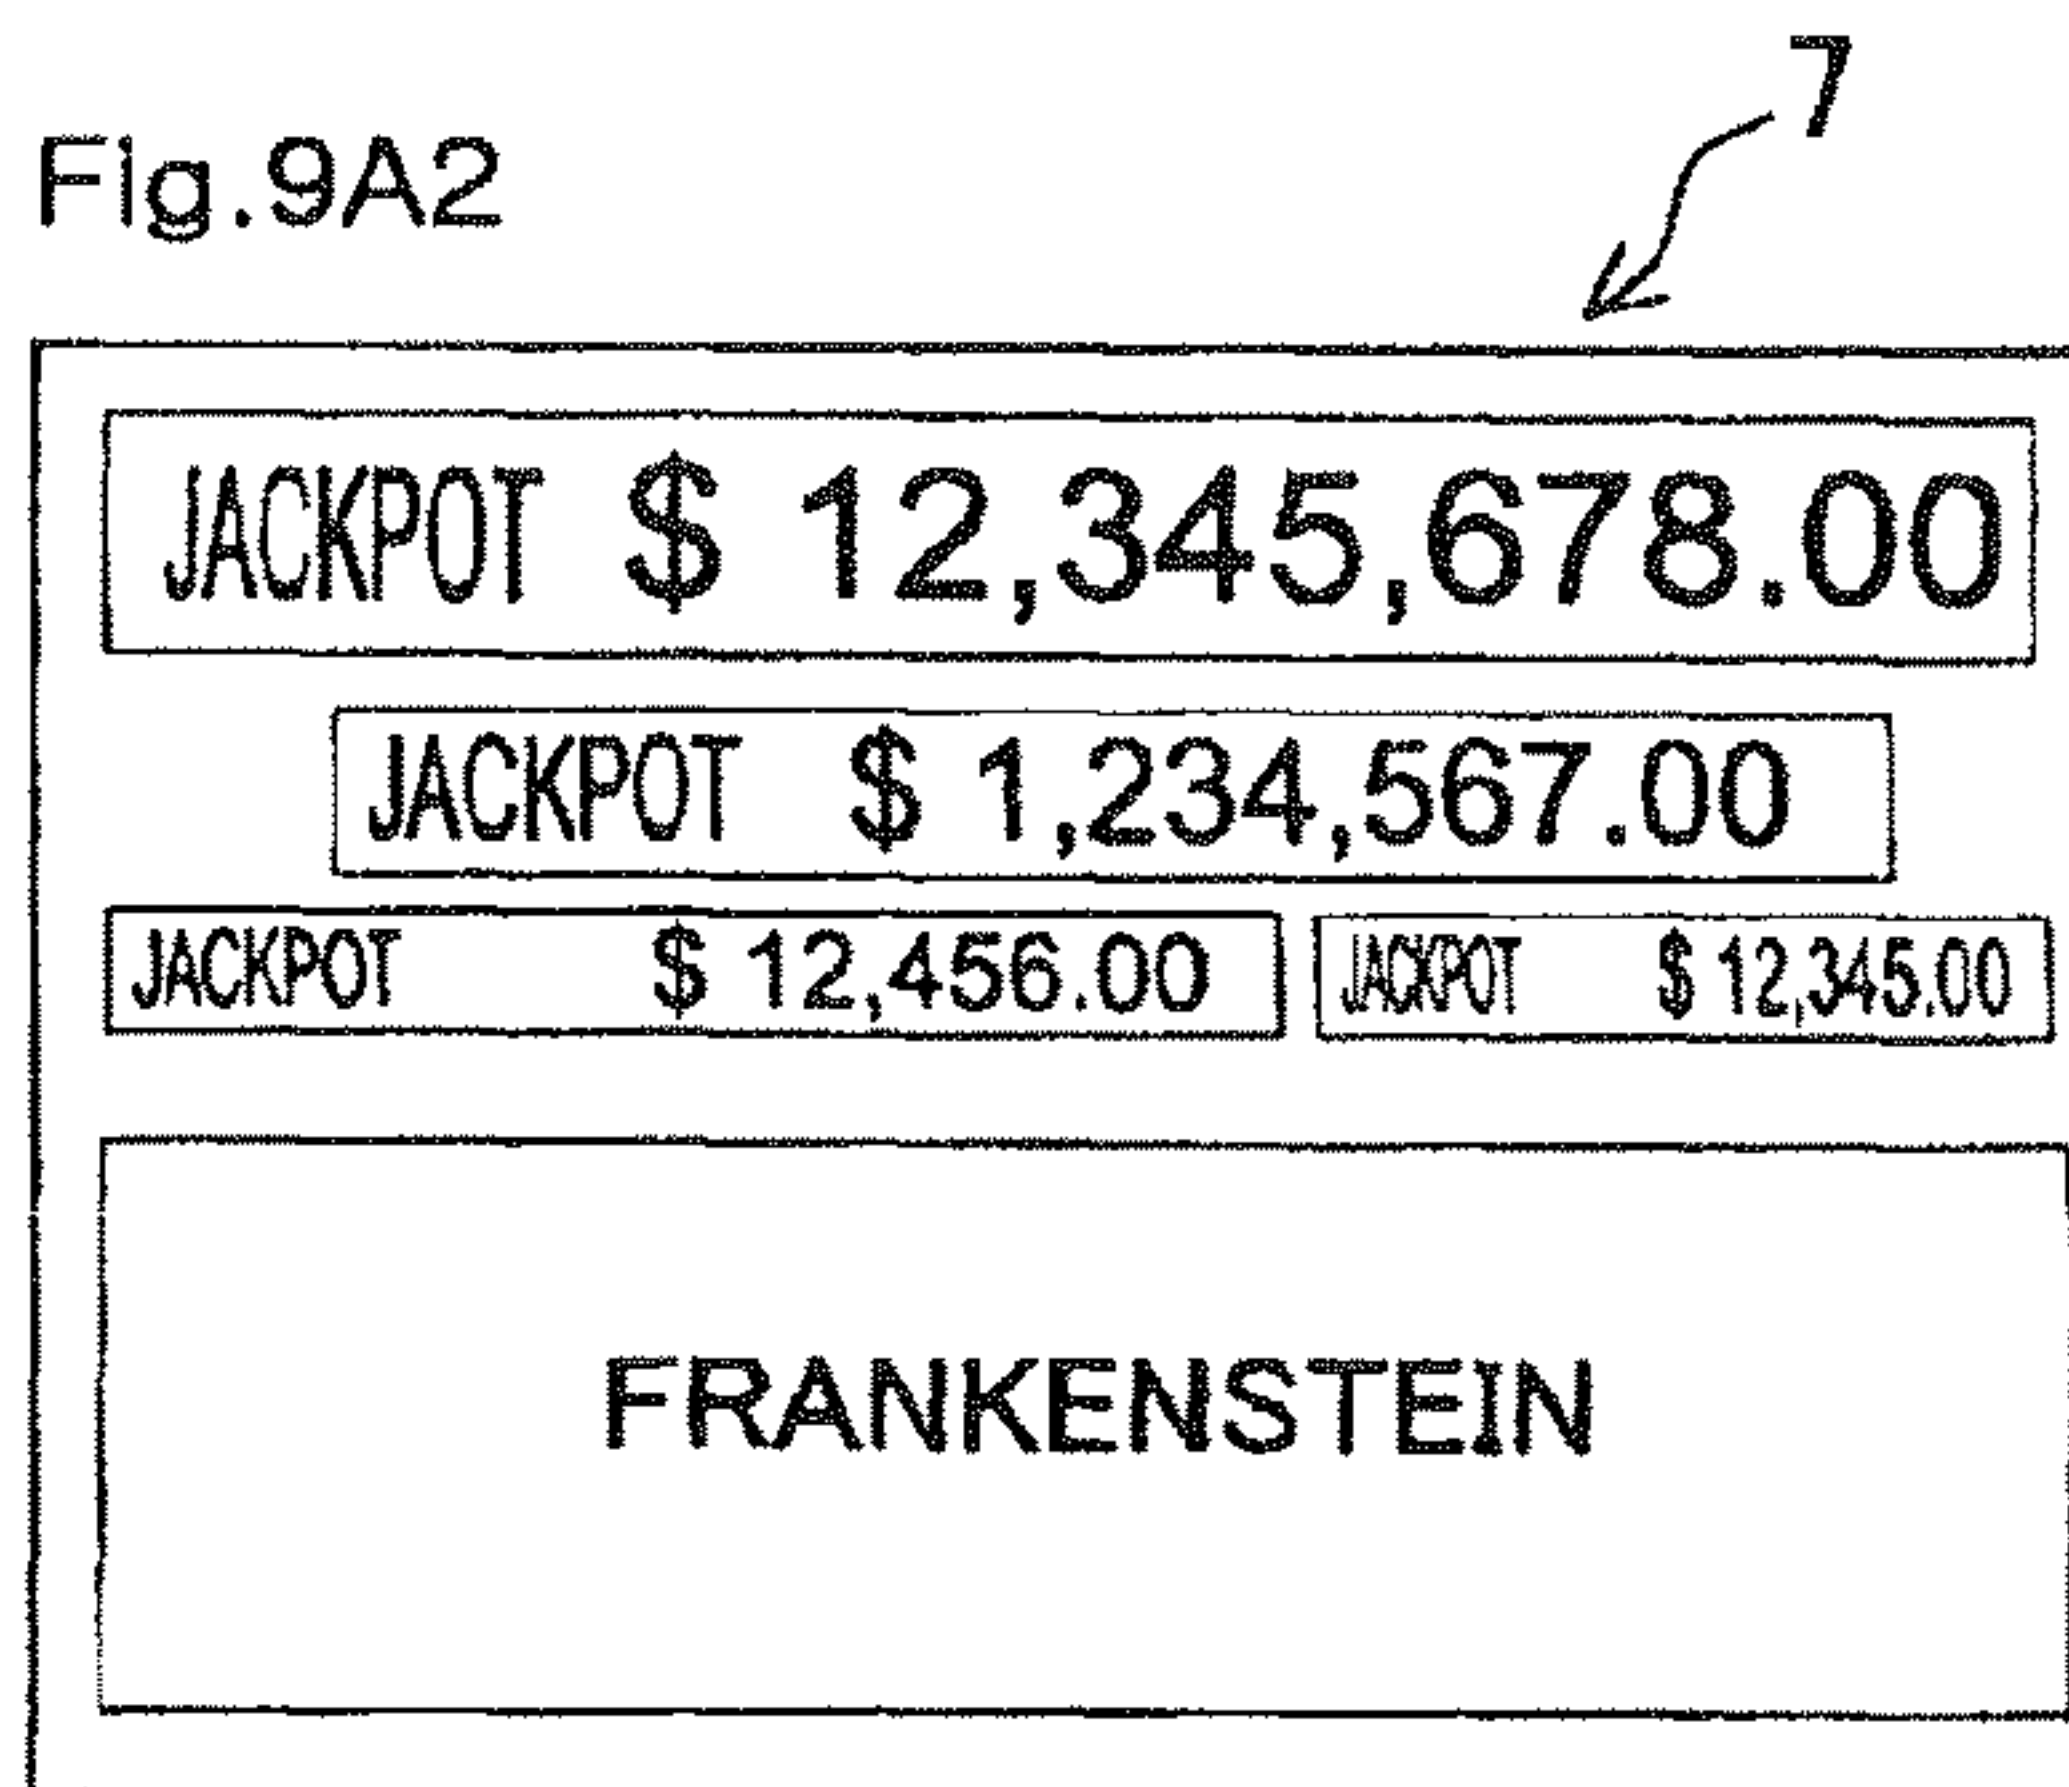 7
Fig.9A2
JACKPOT $ 12,345,678.00
JACKPOT $ 1,234,567.00
JACKPOT $ 12,456.00
JACKPOT $ 12,345.00
FRANKENSTEIN